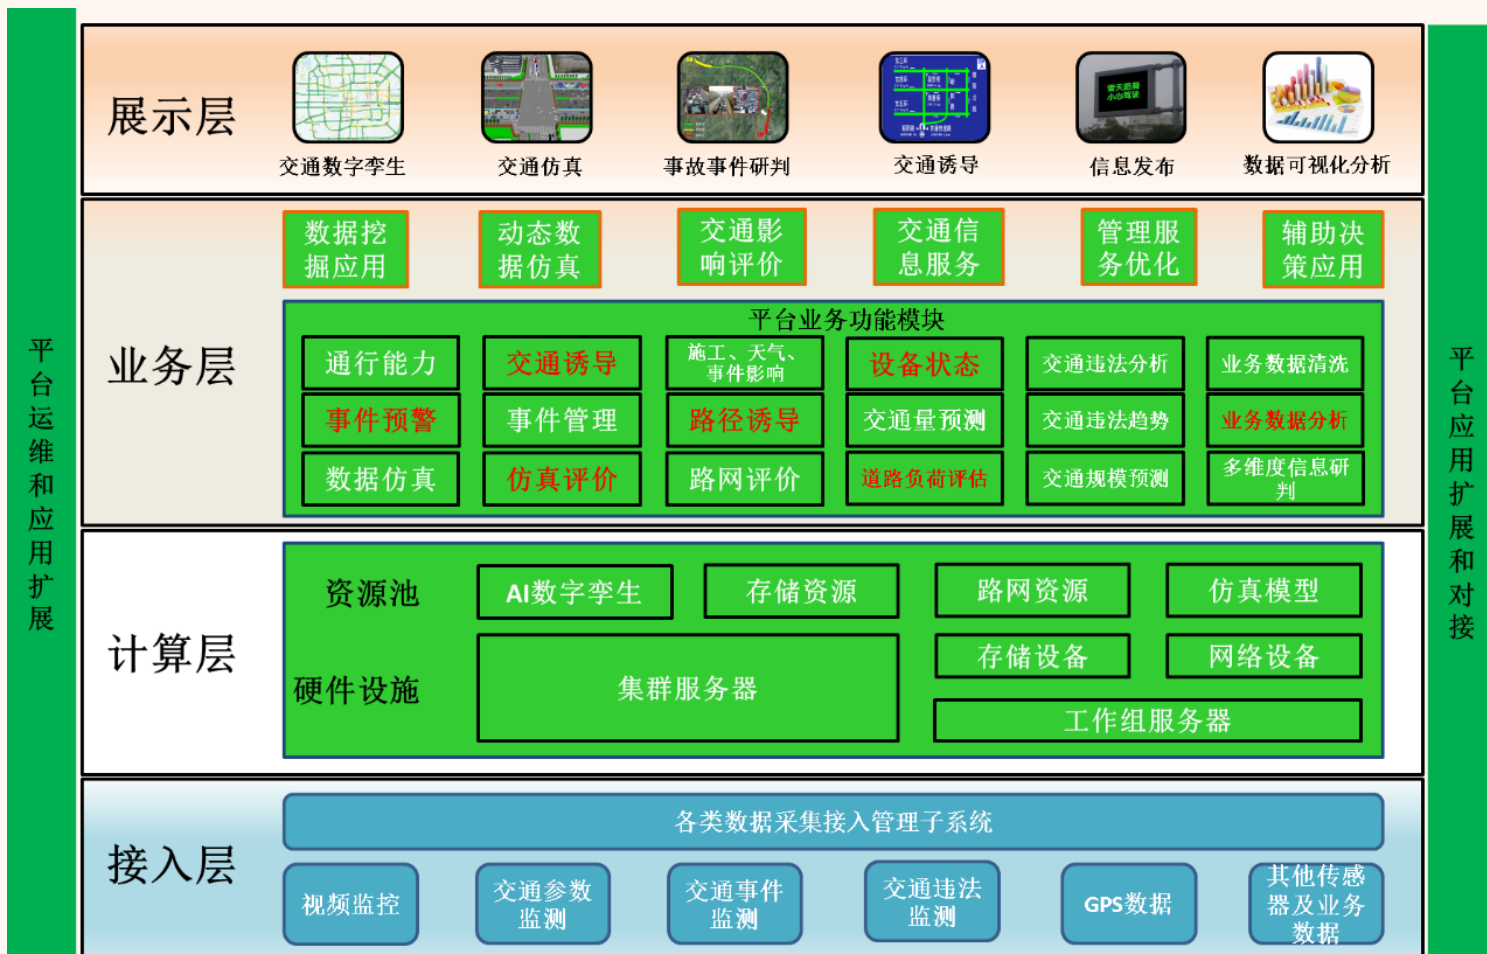 平台运维和应用扩展
展示层
交通数字孪生
交通仿真
事故事件研判
交通诱导
雪天路滑
小心驾驶
信息发布
数据可视化分析
业务层
数据挖
掘应用
动态数
据仿真
交通影
响评价
交通信
息服务
管理服
务优化
辅助决
策应用
平台业务功能模块
通行能力
交通诱导
施工、天气、
事件影响
设备状态
交通违法分析
业务数据清洗
事件预警
事件管理
路径诱导
交通量预测
交通违法趋势
业务数据分析
数据仿真
仿真评价
路网评价
道路负荷评估
交通规模预测
多维度信息研
判
计算层
资源池
AI数字孪生
存储资源
路网资源
仿真模型
硬件设施
集群服务器
存储设备
网络设备
工作组服务器
接入层
各类数据采集接入管理子系统
视频监控
交通参数
监测
交通事件
监测
交通违法
监测
GPS数据
其他传感
器及业务
数据
平台应用扩展和对接